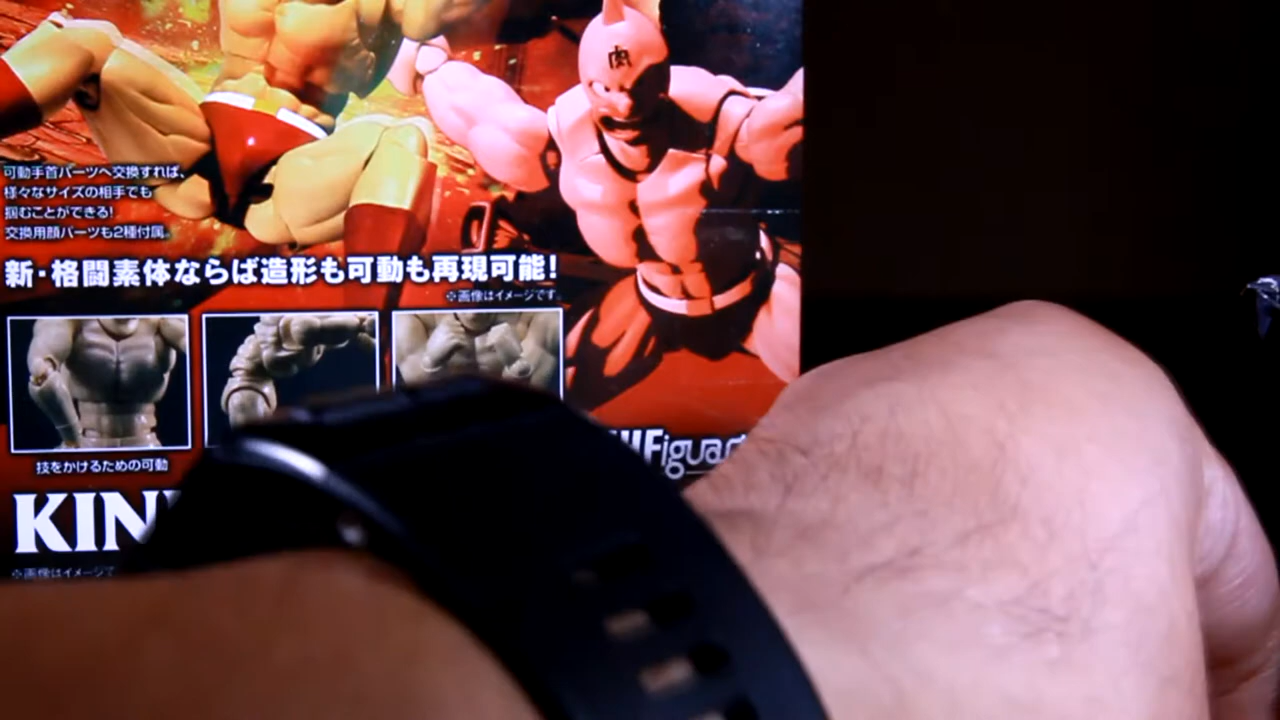 肉
可動手首パーツへ交換すれば、
様々なサイズの相手でも
掴むことができる!
交換用顔パーツも2種付属。
新・格闘素体ならば造形も可動も再現可能!
※画像はイメージです。
技をかけるための可動
Figuar
KIN
※画像はイメージで